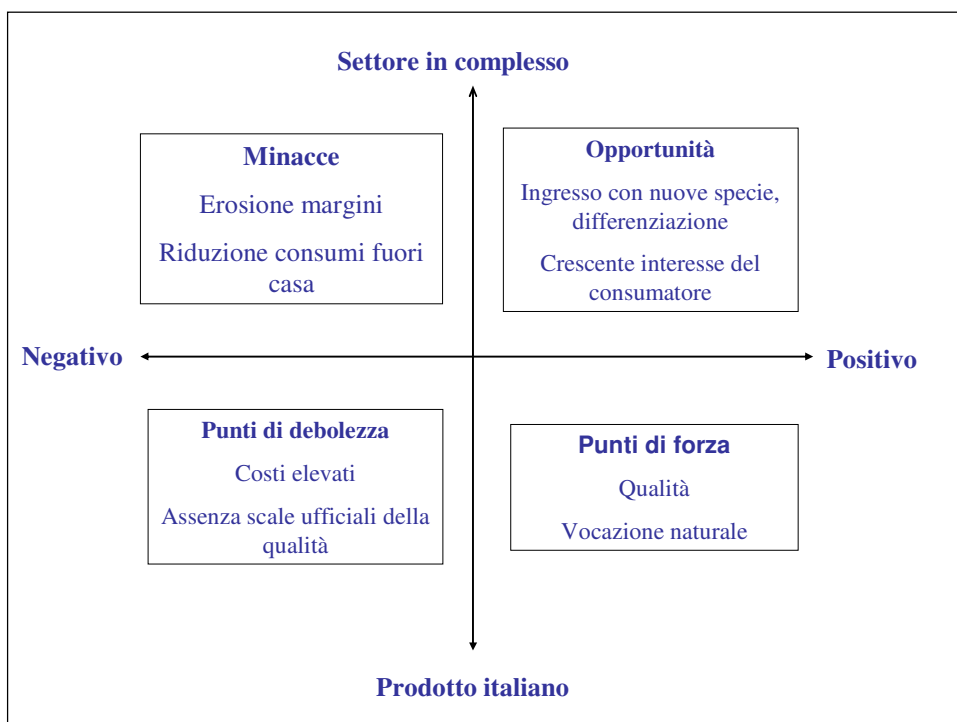 Settore in complesso
Minacce
Erosione margini
Riduzione consumi fuori
casa
Opportunità
Ingresso con nuove specie,
differenziazione
Crescente interesse del
consumatore
Negativo
Positivo
Punti di debolezza
Costi elevati
Assenza scale ufficiali della
qualità
Punti di forza
Qualità
Vocazione naturale
Prodotto italiano